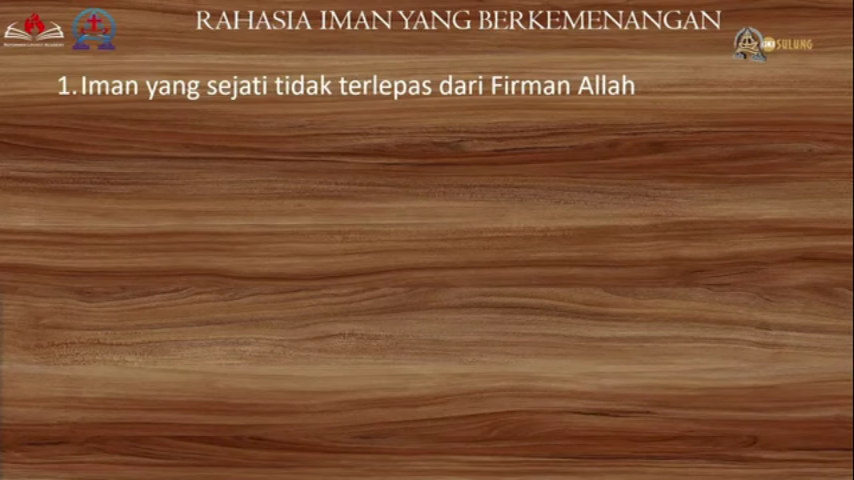 RAHASIA IMAN YANG BERKEMENANGAN
SULUNG
1. Iman yang sejati tidak terlepas dari Firman Allah